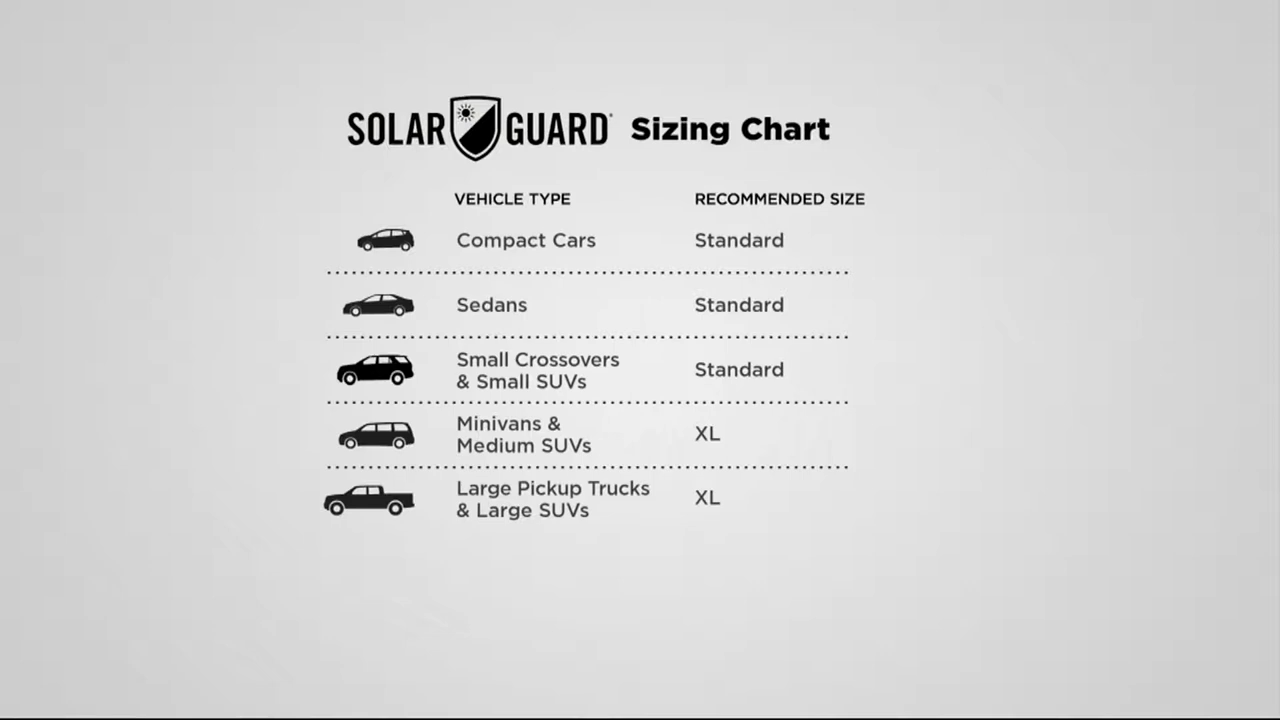 SOLAR GUARD® Sizing Chart
VEHICLE TYPE RECOMMENDED SIZE
Compact Cars Standard
Sedans Standard
Small Crossovers
& Small SUVs Standard
Minivans &
Medium SUVs XL
Large Pickup Trucks
& Large SUVs XL